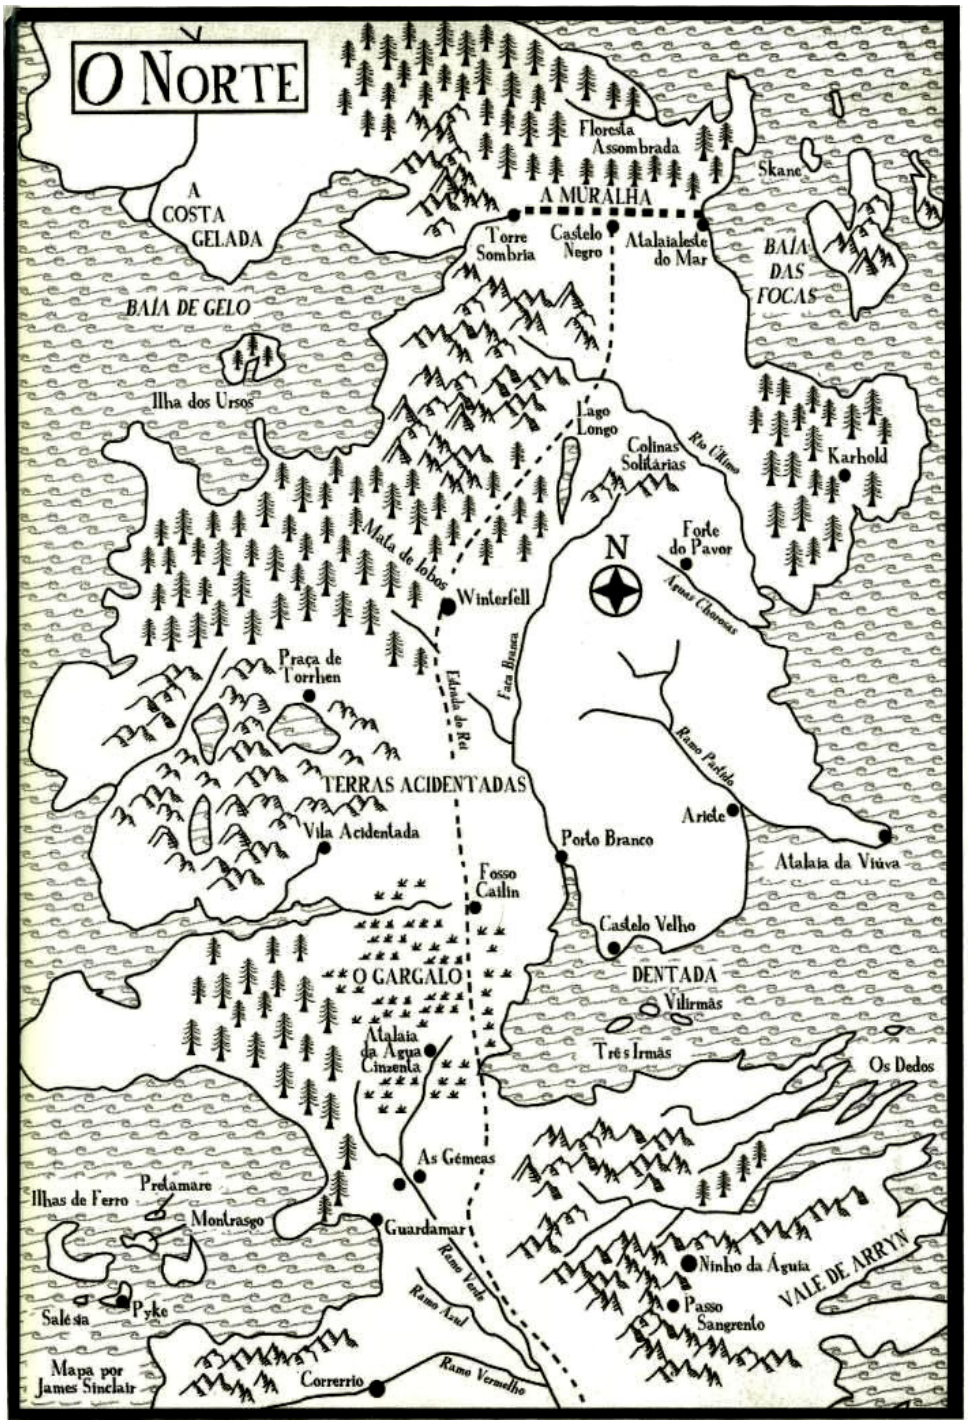 O NORTE
Floresta
Assombrada
A MURALHA
Skane
A
COSTA
GELADA
Torre
Sombria
Castelo
Negro
Atalaialeste
do Mar
BAÍA
DAS
FOCAS
BAÍA DE GELO
Ilha dos Ursos
Lago
Longo
Rio Último
Colinas
Solitárias
Karhold
Mata de lobos
N
Forte
do Pavor
Águas Chorosas
Winterfell
Faca Branca
Praça de
Torrhen
Estrada do Rei
Ramo Partido
TERRAS ACIDENTADAS
Ariete
Vila Acidentada
Porto Branco
Atalaia da Viúva
Fosso
Cailin
Castelo Velho
O GARGALO
DENTADA
Vilirmãs
Atalaia
da Água
Cinzenta
Três Irmãs
Os Dedos
As Gémeas
Ilhas de Ferro
Pretamare
Montrasgo
Guardamar
Ramo Verde
Ninho da Águia
VALE DE ARRYN
Salésia
Pyke
Ramo Azul
Passo
Sangrento
Mapa por
James Sinclair
Correrrio
Ramo Vermelho